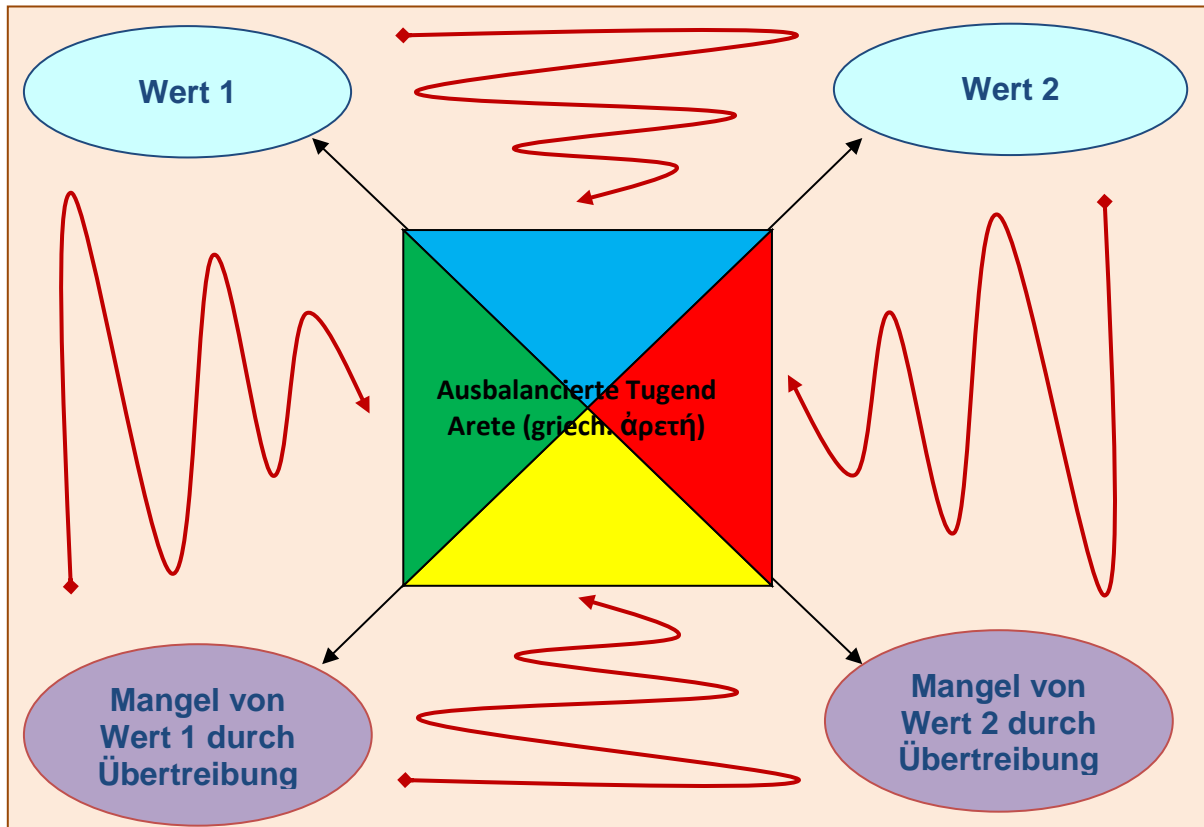 Wert 1
Wert 2
Ausbalancierte Tugend
Arete (griech. ἀρετή)
Mangel von
Wert 1 durch
Übertreibung
Mangel von
Wert 2 durch
Übertreibung